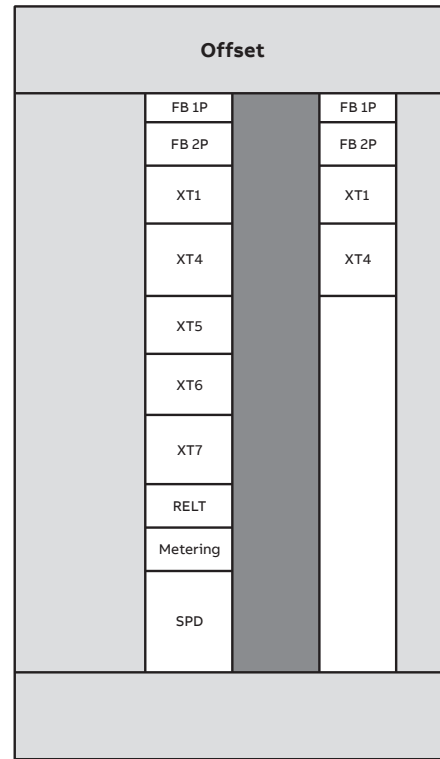 Offset
FB 1P
FB 2P
XT1
XT4
XT5
XT6
XT7
RELT
Metering
SPD
FB 1P
FB 2P
XT1
XT4